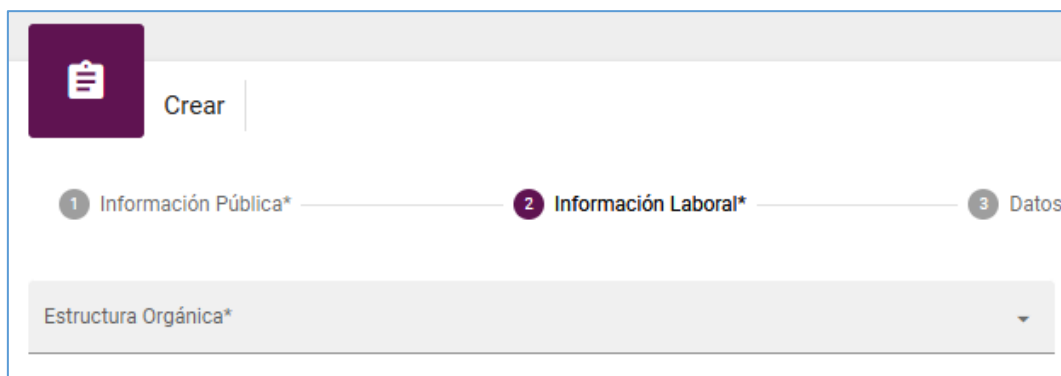 Crear
1 Información Pública* 2 Información Laboral* 3 Datos
Estructura Orgánica*